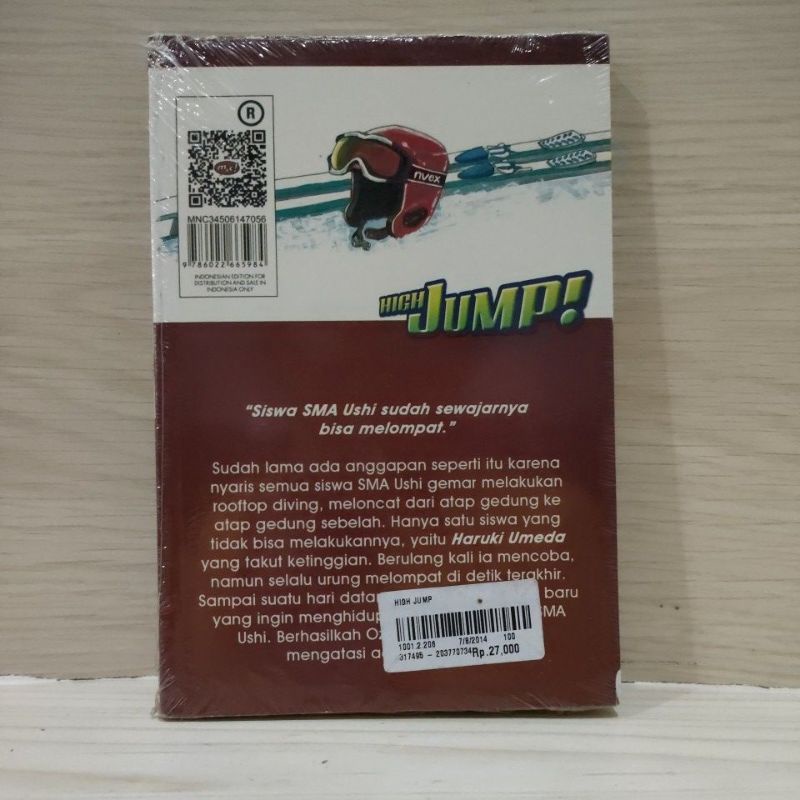 R
MNC34506147056
9 786022 665984
INDONESIAN EDITION FOR
DISTRIBUTION AND SALE IN
INDONESIA ONLY
nvex
HIGH JUMP!
"Siswa SMA Ushi sudah sewajarnya
bisa melompat."
Sudah lama ada anggapan seperti itu karena
nyaris semua siswa SMA Ushi gemar melakukan
rooftop diving, meloncat dari atap gedung ke
atap gedung sebelah. Hanya satu siswa yang
tidak bisa melakukannya, yaitu Haruki Umeda
yang takut ketinggian. Berulang kali ia mencoba,
namun selalu urung melompat di detik terakhir.
Sampai suatu hari data baru
yang ingin menghidup SMA
Ushi. Berhasilkah Oz
mengatasi
HIGH JUMP
1001.2.206 7/8/2014 100
317495 - Rp.27,000